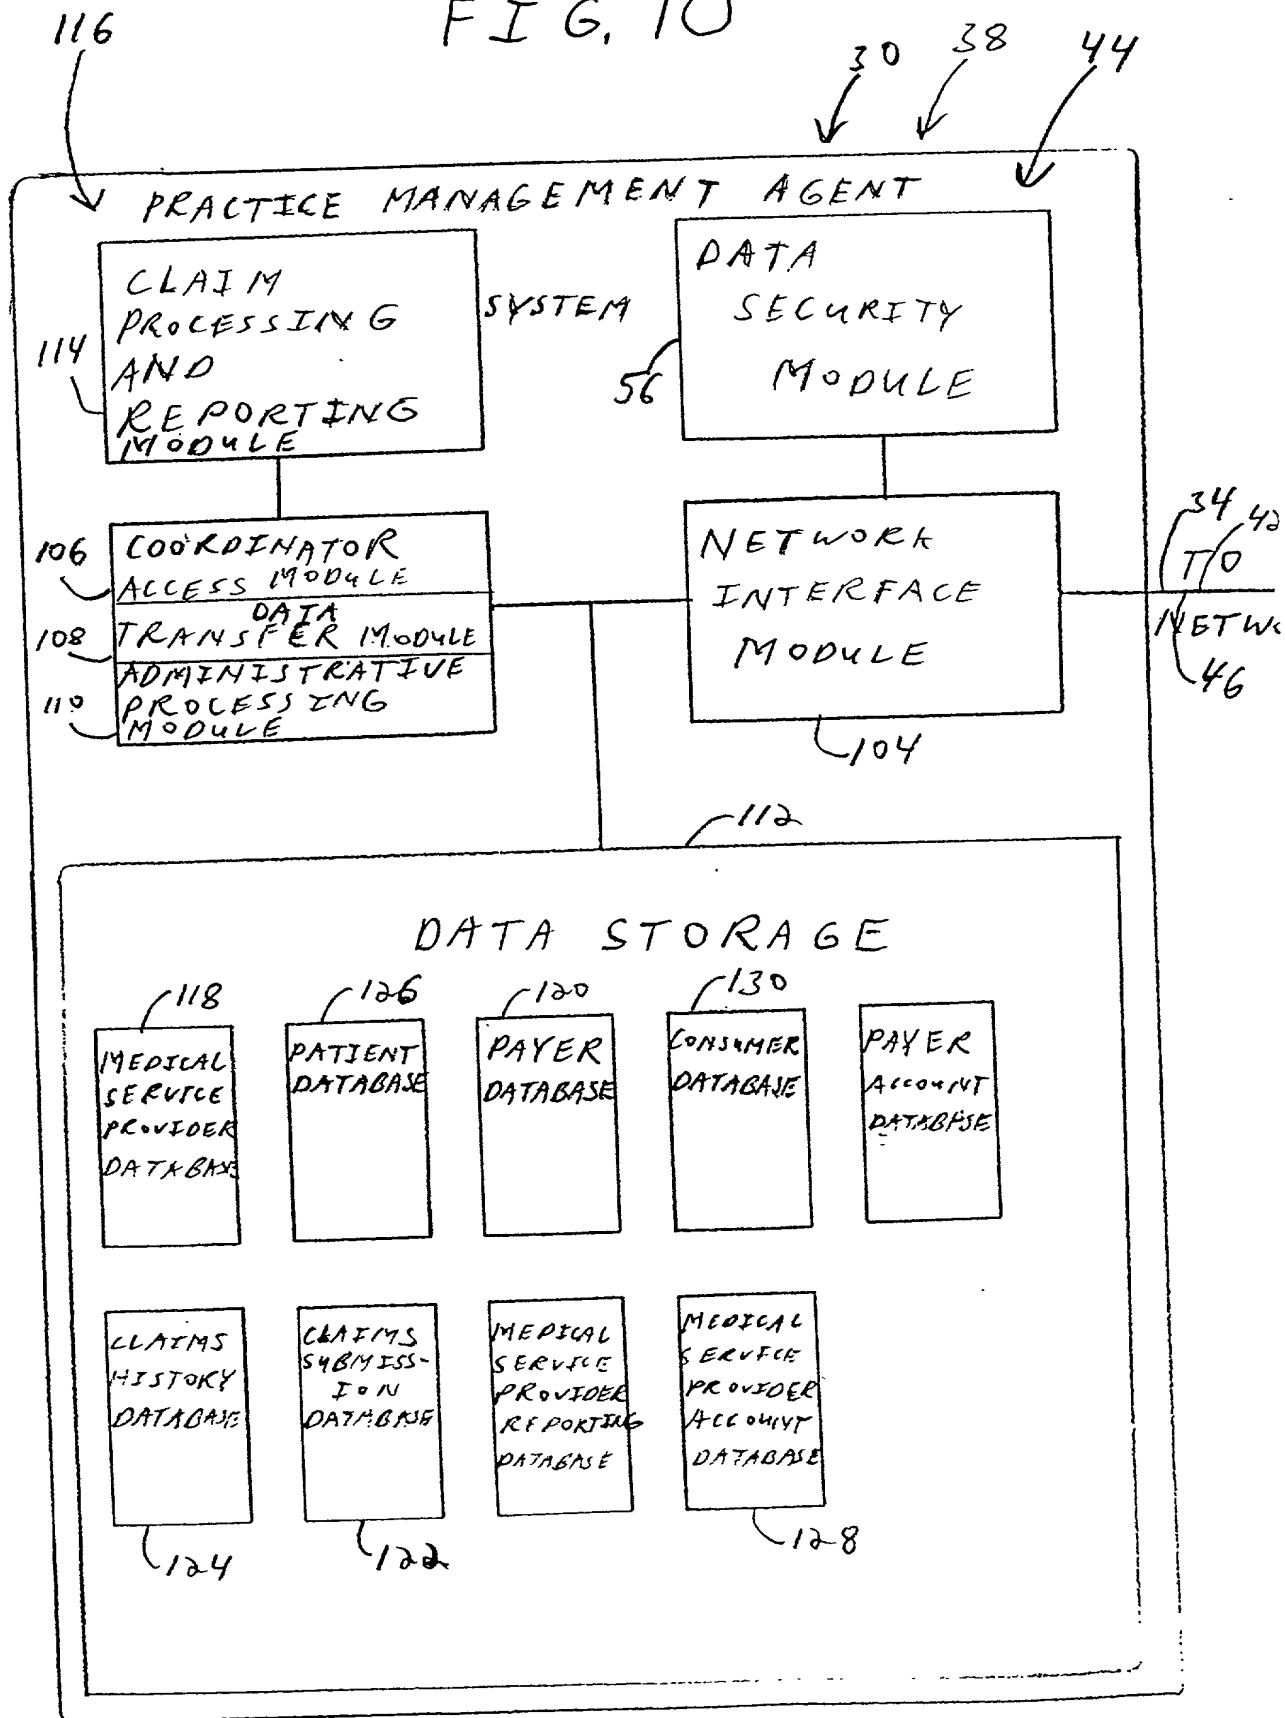 FIG. 10
116
30
38
44
PRACTICE MANAGEMENT AGENT
SYSTEM
CLAIM
PROCESSING
AND
REPORTING
MODULE
114
DATA
SECURITY
MODULE
56
106
COORDINATOR
ACCESS MODULE
108
DATA
TRANSFER MODULE
110
ADMINISTRATIVE
PROCESSING
MODULE
NETWORK
INTERFACE
MODULE
104
34
42
TO
NETWO
46
112
DATA STORAGE
118
MEDICAL
SERVICE
PROVIDER
DATABASE
126
PATIENT
DATABASE
120
PAYER
DATABASE
130
CONSUMER
DATABASE
PAYER
ACCOUNT
DATABASE
CLAIMS
HISTORY
DATABASE
124
CLAIMS
SUBMISS-
ION
DATABASE
122
MEDICAL
SERVICE
PROVIDER
REPORTING
DATABASE
MEDICAL
SERVICE
PROVIDER
ACCOUNT
DATABASE
128